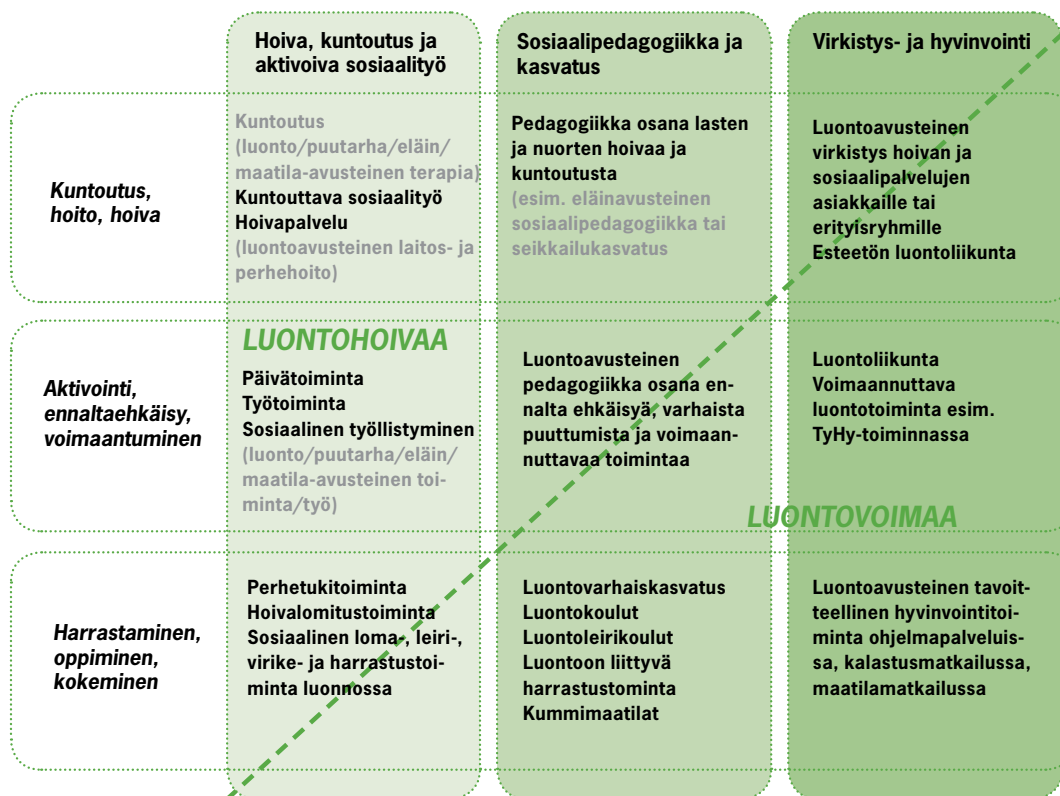 Hoiva, kuntoutus ja
aktivoiva sosiaalityö
Sosiaalipedagogiikka ja
kasvatus
Virkistys- ja hyvinvointi
Kuntoutus,
hoito, hoiva
Kuntoutus
(luonto/puutarha/eläin/
maatila-avusteinen terapia)
Kuntouttava sosiaalityö
Hoivapalvelu
(luontoavusteinen laitos- ja
perhehoito)
Pedagogiikka osana lasten
ja nuorten hoivaa ja
kuntoutusta
(esim. eläinavusteinen
sosiaalipedagogiikka tai
seikkailukasvatus
Luontoavusteinen
virkistys hoivan ja
sosiaalipalvelujen
asiakkaille tai
erityisryhmille
Esteetön luontoliikunta
Aktivointi,
ennaltaehkäisy,
voimaantuminen
LUONTOHOIVAA
Päivätoiminta
Työtoiminta
Sosiaalinen työllistyminen
(luonto/puutarha/eläin/
maatila-avusteinen toi-
minta/työ)
Luontoavusteinen
pedagogiikka osana en-
nalta ehkäisyä, varhaista
puuttumista ja voimaan-
nuttavaa toimintaa
Luontoliikunta
Voimaannuttava
luontotoiminta esim.
TyHy-toiminnassa
LUONTOVOIMAA
Harrastaminen,
oppiminen,
kokeminen
Perhetukitoiminta
Hoivalomitustoiminta
Sosiaalinen loma-, leiri-,
virike- ja harrastustoi-
minta luonnossa
Luontovarhaiskasvatus
Luontokoulut
Luontoleirikoulut
Luontoon liittyvä
harrastustominta
Kummimaatilat
Luontoavusteinen tavoit-
teellinen hyvinvointitoi-
minta ohjelmapalveluis-
sa, kalastusmatkailussa,
maatilamatkailussa